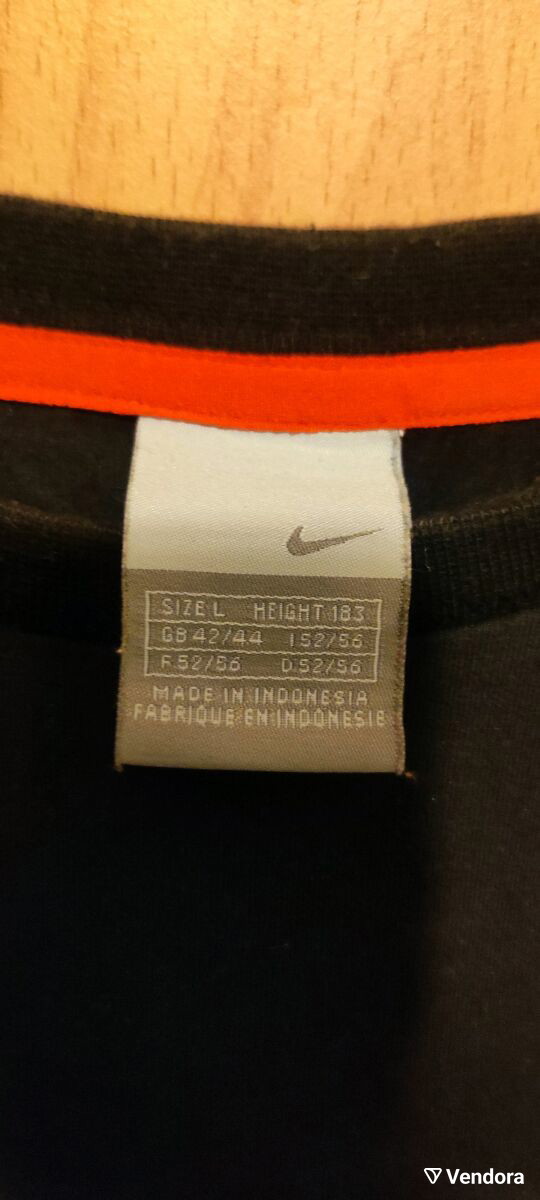 SIZE L HEIGHT 183
GB 42/44 I 52/56
F 52/56 D 52/56
MADE IN INDONESIA
FABRIQUE EN INDONESIE
Vendora